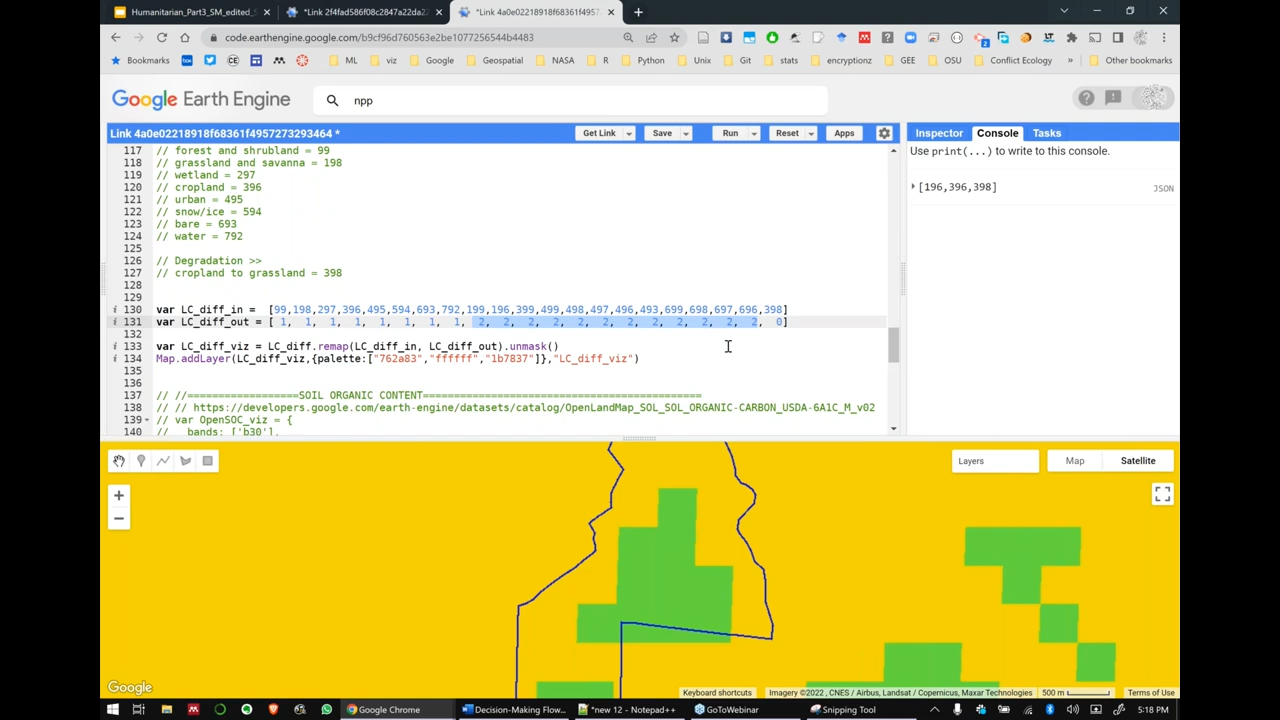 Humanitarian_Part3_SM_edited_S
*Link 2f4fad586f08c2847a22da22
*Link 4a0e02218918f68361f4957
code.earthengine.google.com/b9cf96d760563e2be1077256544b4483
Bookmarks
ML
viz
Google
Geospatial
NASA
R
Python
Unix
Git
stats
encryptionz
GEE
OSU
Conflict Ecology
»
Other bookmarks
Google Earth Engine
npp
Link 4a0e02218918f68361f4957273293464 *
Get Link
Save
Run
Reset
Apps
Inspector
Console
Tasks
Use print(...) to write to this console.
[196,396,398]
JSON
117 // forest and shrubland = 99
118 // grassland and savanna = 198
119 // wetland = 297
120 // cropland = 396
121 // urban = 495
122 // snow/ice = 594
123 // bare = 693
124 // water = 792
125
126 // Degradation >>
127 // cropland to grassland = 398
128
129
130 var LC_diff_in =  [99,198,297,396,495,594,693,792,199,196,399,499,498,497,496,493,699,698,697,696,398]
131 var LC_diff_out = [ 1,  1,  1,  1,  1,  1,  1,  1,  2,  2,  2,  2,  2,  2,  2,  2,  2,  2,  2,  2,  0]
132
133 var LC_diff_viz = LC_diff.remap(LC_diff_in, LC_diff_out).unmask()
134 Map.addLayer(LC_diff_viz,{palette:["762a83","ffffff","1b7837"]},"LC_diff_viz")
135
136
137 // //==================SOIL ORGANIC CONTENT=============================================
138 // // https://developers.google.com/earth-engine/datasets/catalog/OpenLandMap_SOL_SOL_ORGANIC-CARBON_USDA-6A1C_M_v02
139 // var OpenSOC_viz = {
140 //   bands: ['b30'],
Layers
Map
Satellite
Google
Keyboard shortcuts
Imagery ©2022 , CNES / Airbus, Landsat / Copernicus, Maxar Technologies
500 m
Terms of Use
Google Chrome
Decision-Making Flow...
*new 12 - Notepad++
GoToWebinar
Snipping Tool
5:18 PM